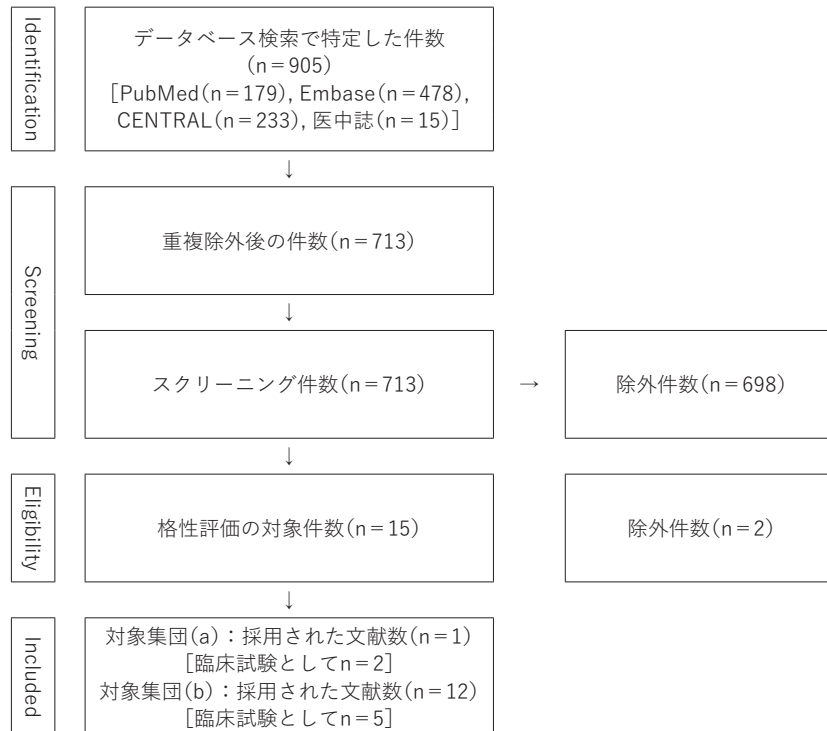 Identification
データベース検索で特定した件数
(n＝905)
[PubMed(n＝179), Embase(n＝478),
CENTRAL(n＝233), 医中誌(n＝15)]
↓
Screening
重複除外後の件数(n＝713)
↓
スクリーニング件数(n＝713)
→
除外件数(n＝698)
↓
Eligibility
格性評価の対象件数(n＝15)
除外件数(n＝2)
↓
Included
対象集団(a)：採用された文献数(n＝1)
[臨床試験としてn＝2]
対象集団(b)：採用された文献数(n＝12)
[臨床試験としてn＝5]